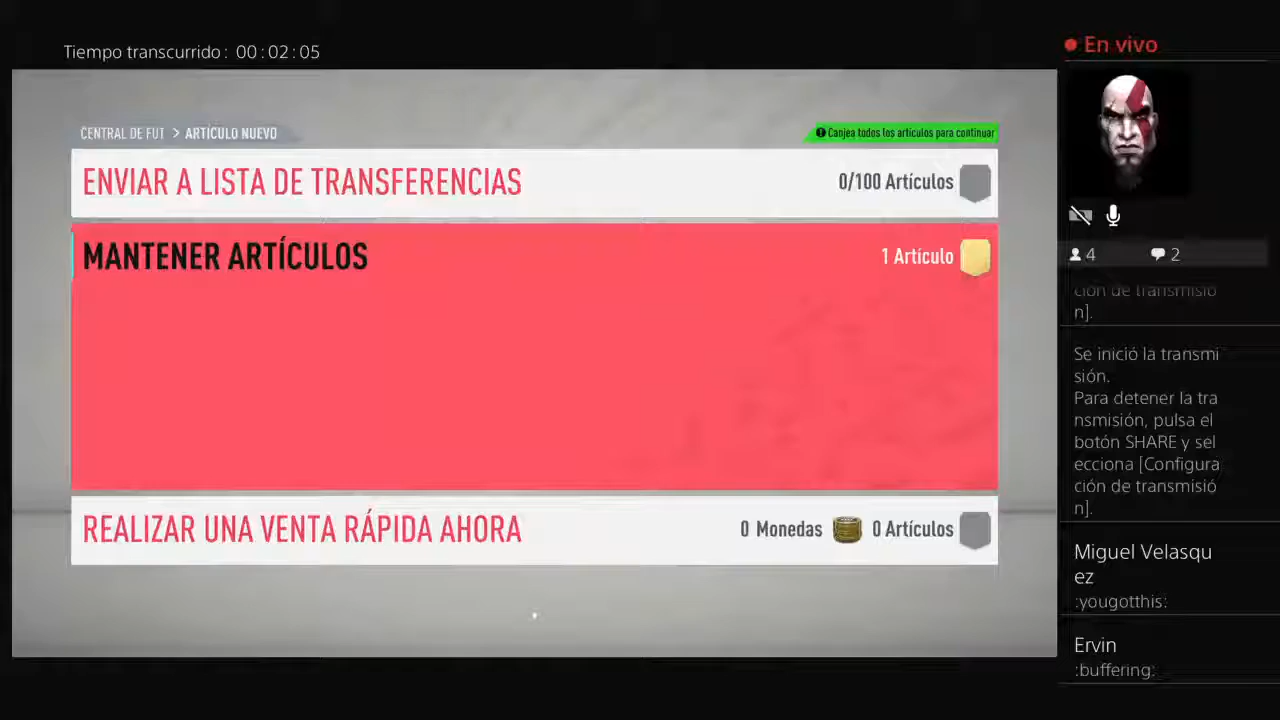 Tiempo transcurrido: 00:02:05
En vivo
CENTRAL DE FUT > ARTÍCULO NUEVO
Canjea todos los artículos para continuar
ENVIAR A LISTA DE TRANSFERENCIAS
0/100 Artículos
MANTENER ARTÍCULOS
1 Artículo
REALIZAR UNA VENTA RÁPIDA AHORA
0 Monedas
0 Artículos
4
2
ción de transmisió
n].
Se inició la transmi
sión.
Para detener la tra
nsmisión, pulsa el
botón SHARE y sel
ecciona [Configura
ción de transmisió
n].
Miguel Velasqu
ez
:yougotthis:
Ervin
:buffering: